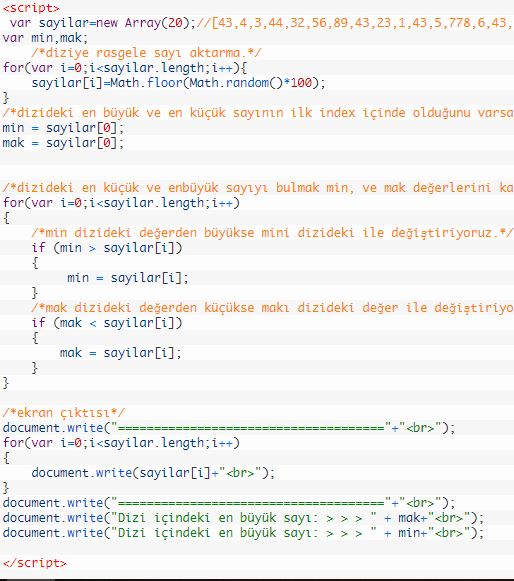 <script>
 var sayilar=new Array(20);//[43,4,3,44,32,56,89,43,23,1,43,5,778,6,43,
var min,mak;
    /*diziye rasgele sayı aktarma.*/
for(var i=0;i<sayilar.length;i++){
    sayilar[i]=Math.floor(Math.random()*100);
}
/*dizideki en büyük ve en küçük sayının ilk index içinde olduğunu varsa
min = sayilar[0];
mak = sayilar[0];
/*dizideki en küçük ve enbüyük sayıyı bulmak min, ve mak değerlerini ka
for(var i=0;i<sayilar.length;i++)
{
    /*min dizideki değerden büyükse mini dizideki ile değiştiriyoruz.*/
    if (min > sayilar[i])
    {
         min = sayilar[i];
    }
    /*mak dizideki değerden küçükse makı dizideki değer ile değiştiriyo
    if (mak < sayilar[i])
    {
        mak = sayilar[i];
    }
}
/*ekran çıktısı*/
document.write("====================================="+"<br>");
for(var i=0;i<sayilar.length;i++)
{
    document.write(sayilar[i]+"<br>");
}
document.write("====================================="+"<br>");
document.write("Dizi içindeki en büyük sayı: > > > " + mak+"<br>");
document.write("Dizi içindeki en büyük sayı: > > > " + min+"<br>");
</script>